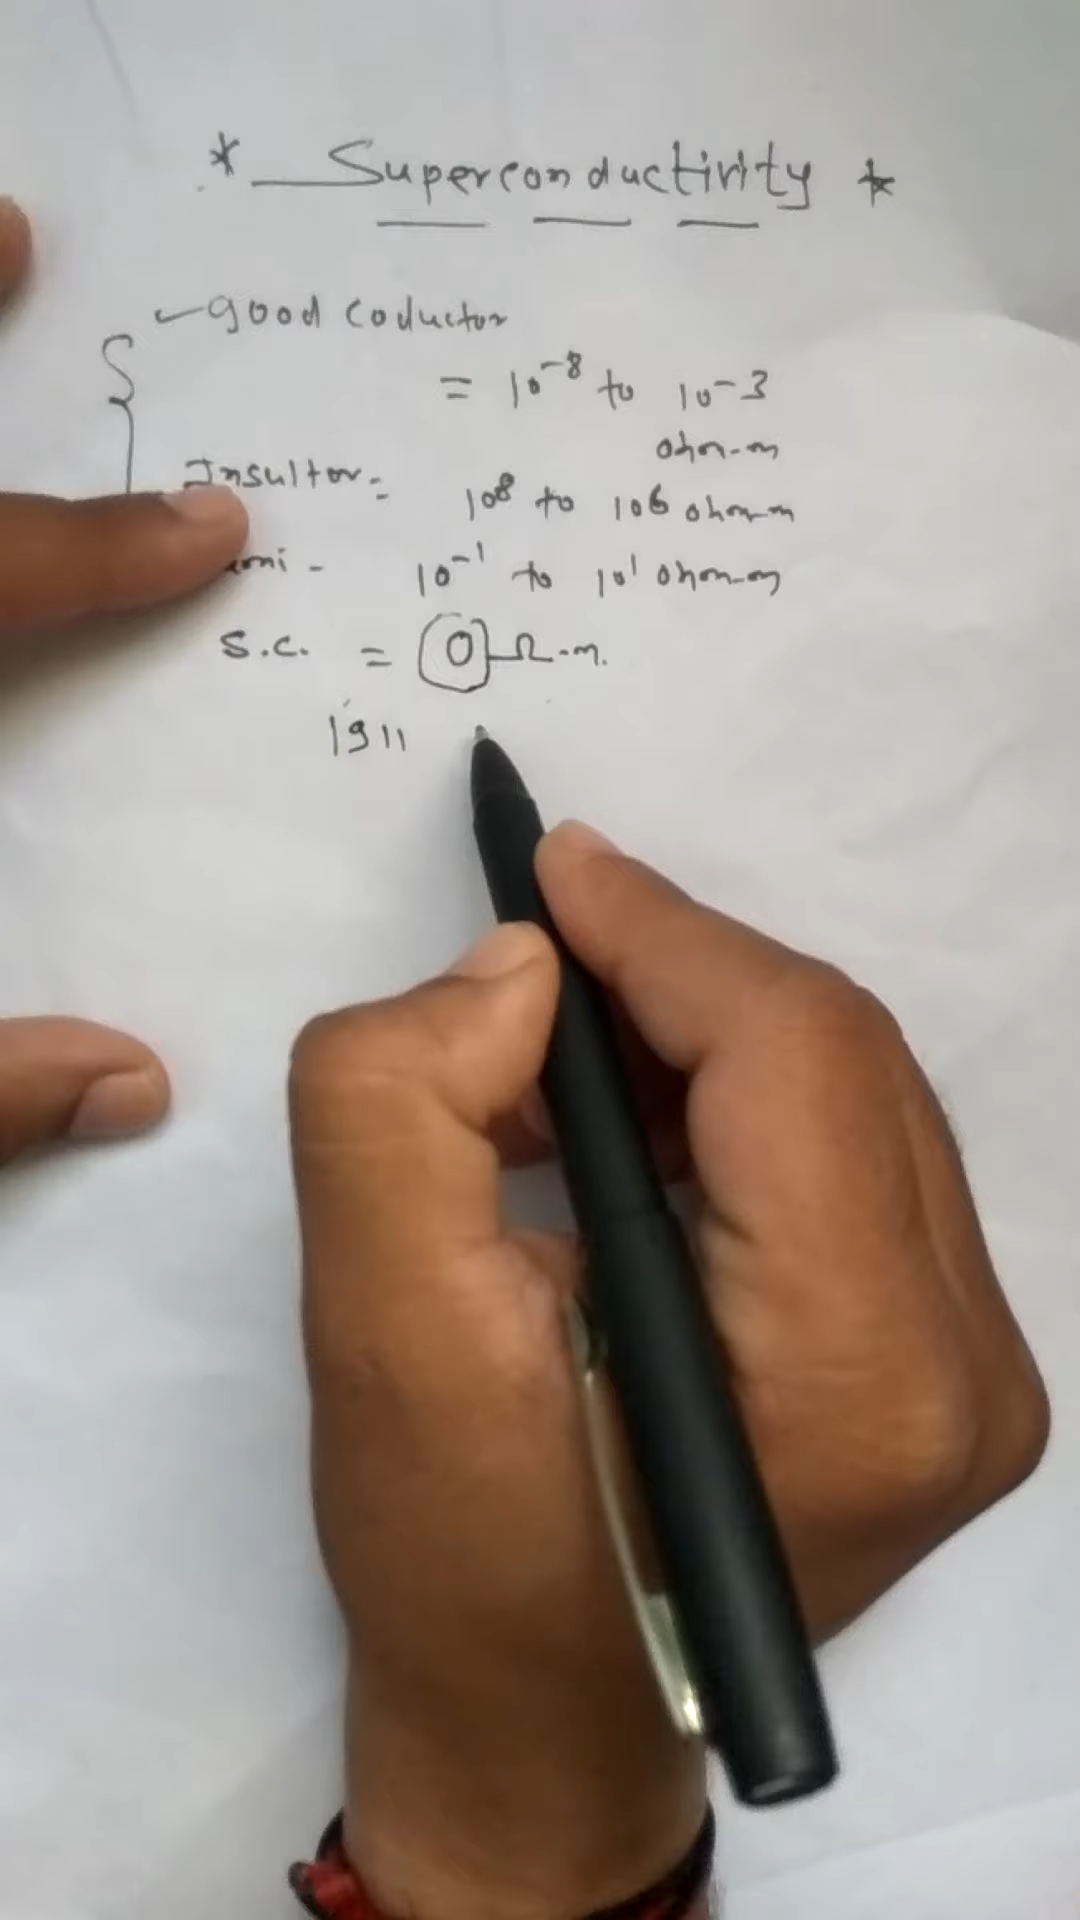 * Superconductivity *
good coductor
= 10⁻⁸ to 10⁻³
ohm-m
Insultor = 10⁸ to 10⁶ ohm-m
- 10⁻¹ to 10¹ ohm-m
S.C. = 0 Ω-m.
1911